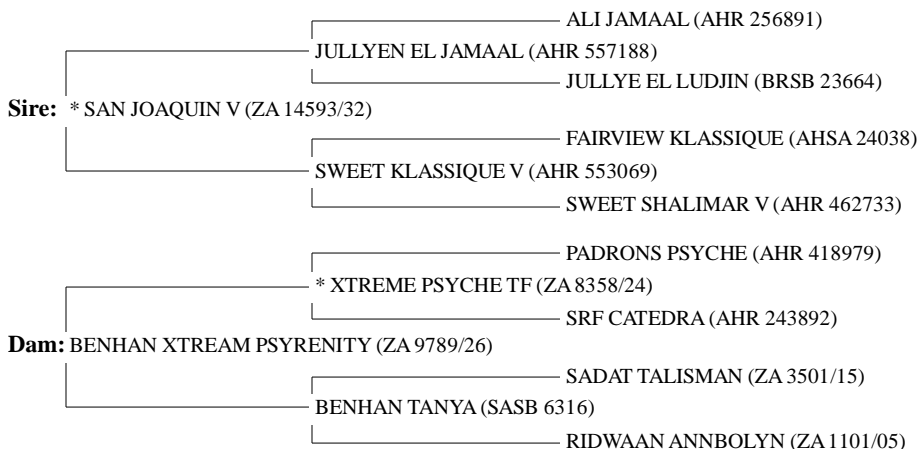 ALI JAMAAL (AHR 256891)
JULLYEN EL JAMAAL (AHR 557188)
JULLYE EL LUDJIN (BRSB 23664)
Sire: * SAN JOAQUIN V (ZA 14593/32)
FAIRVIEW KLASSIQUE (AHSA 24038)
SWEET KLASSIQUE V (AHR 553069)
SWEET SHALIMAR V (AHR 462733)
PADRONS PSYCHE (AHR 418979)
* XTREME PSYCHE TF (ZA 8358/24)
SRF CATEDRA (AHR 243892)
Dam: BENHAN XTREAM PSYRENITY (ZA 9789/26)
SADAT TALISMAN (ZA 3501/15)
BENHAN TANYA (SASB 6316)
RIDWAAN ANNBOLYN (ZA 1101/05)